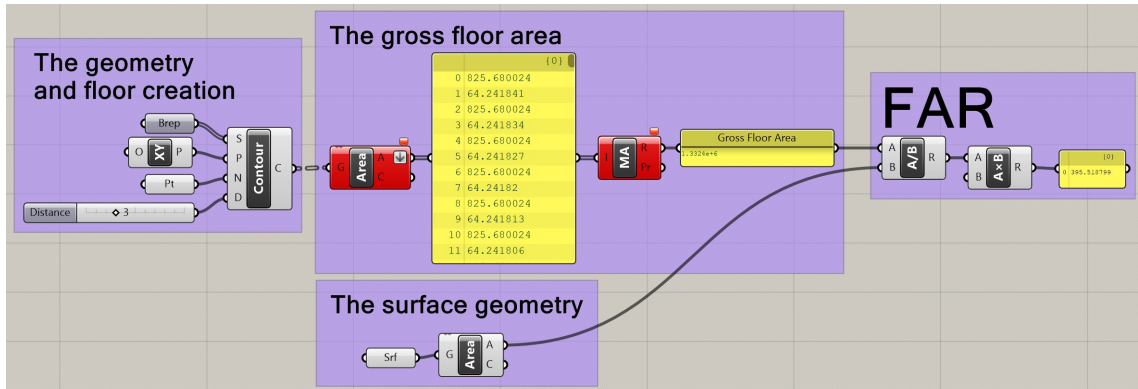 The geometry
and floor creation
Brep
O XY P
Pt
Distance 3
S
P
N
D
Contour
C
The gross floor area
G Area A
C
{0}
0 825.680024
1 64.241841
2 825.680024
3 64.241834
4 825.680024
5 64.241827
6 825.680024
7 64.24182
8 825.680024
9 64.241813
10 825.680024
11 64.241806
I MA R
Pr
Gross Floor Area
1.3324e+6
The surface geometry
Srf
G Area A
C
FAR
A
B
A/B
R
A
B
A×B
R
{0}
0 395.518799